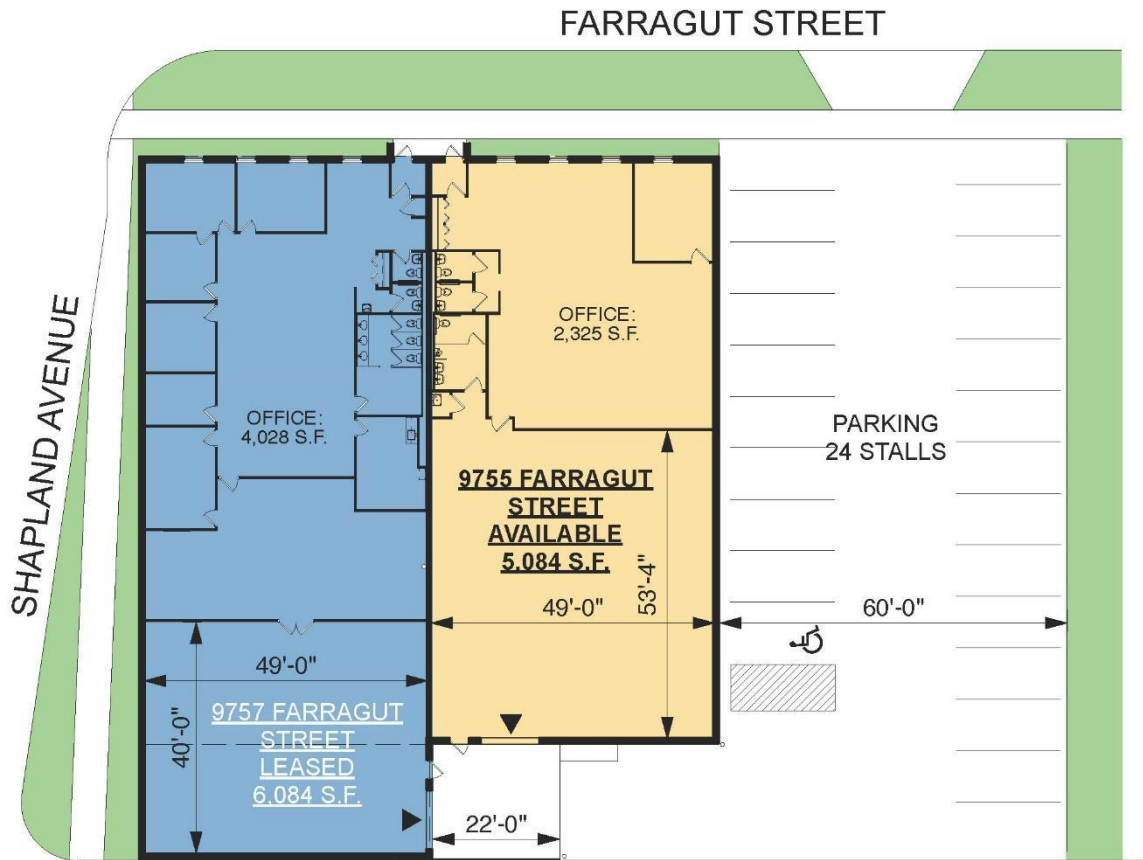 FARRAGUT STREET
SHAPLAND AVENUE
OFFICE:
4,028 S.F.
OFFICE:
2,325 S.F.
PARKING
24 STALLS
9755 FARRAGUT
STREET
AVAILABLE
5,084 S.F.
53'-4"
49'-0"
60'-0"
49'-0"
40'-0"
9757 FARRAGUT
STREET
LEASED
6,084 S.F.
22'-0"